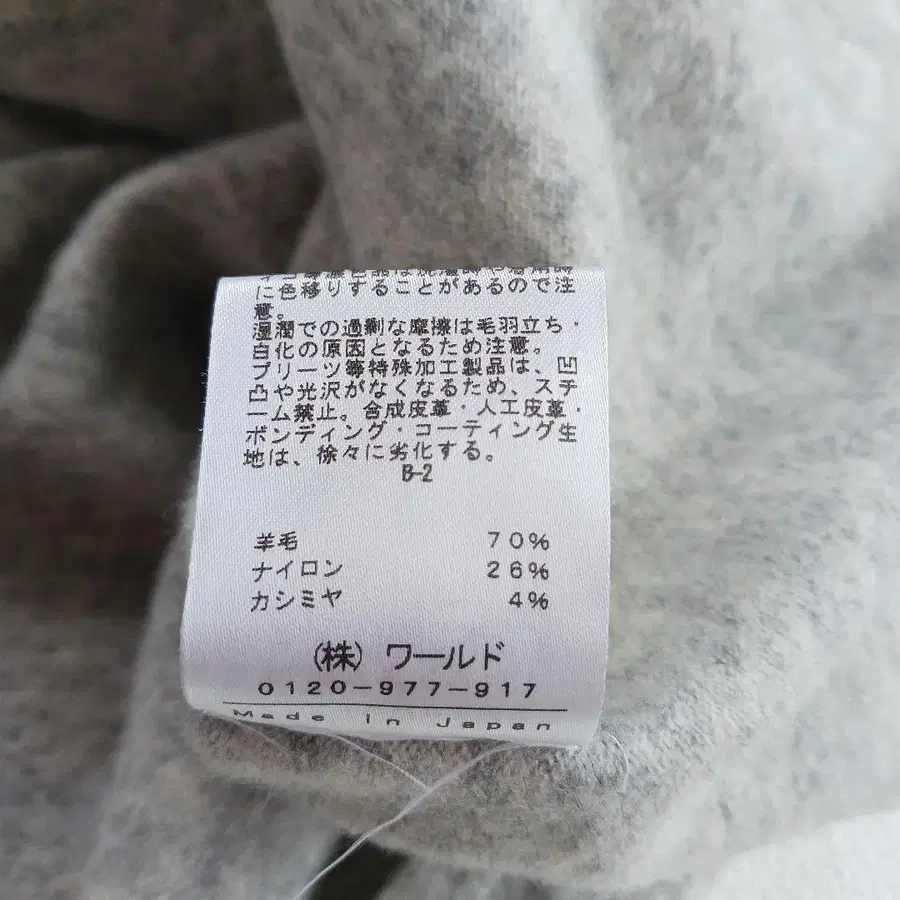 に色移りすることがあるので注
意。
湿潤での過剰な摩擦は毛羽立ち・
白化の原因となるため注意。
プリーツ等特殊加工製品は、凹
凸や光沢がなくなるため、スチ
ーム禁止。合成皮革・人工皮革・
ボンディング・コーティング生
地は、徐々に劣化する。
B-2
羊毛 70%
ナイロン 26%
カシミヤ 4%
(株) ワールド
0120-977-917
Made in Japan